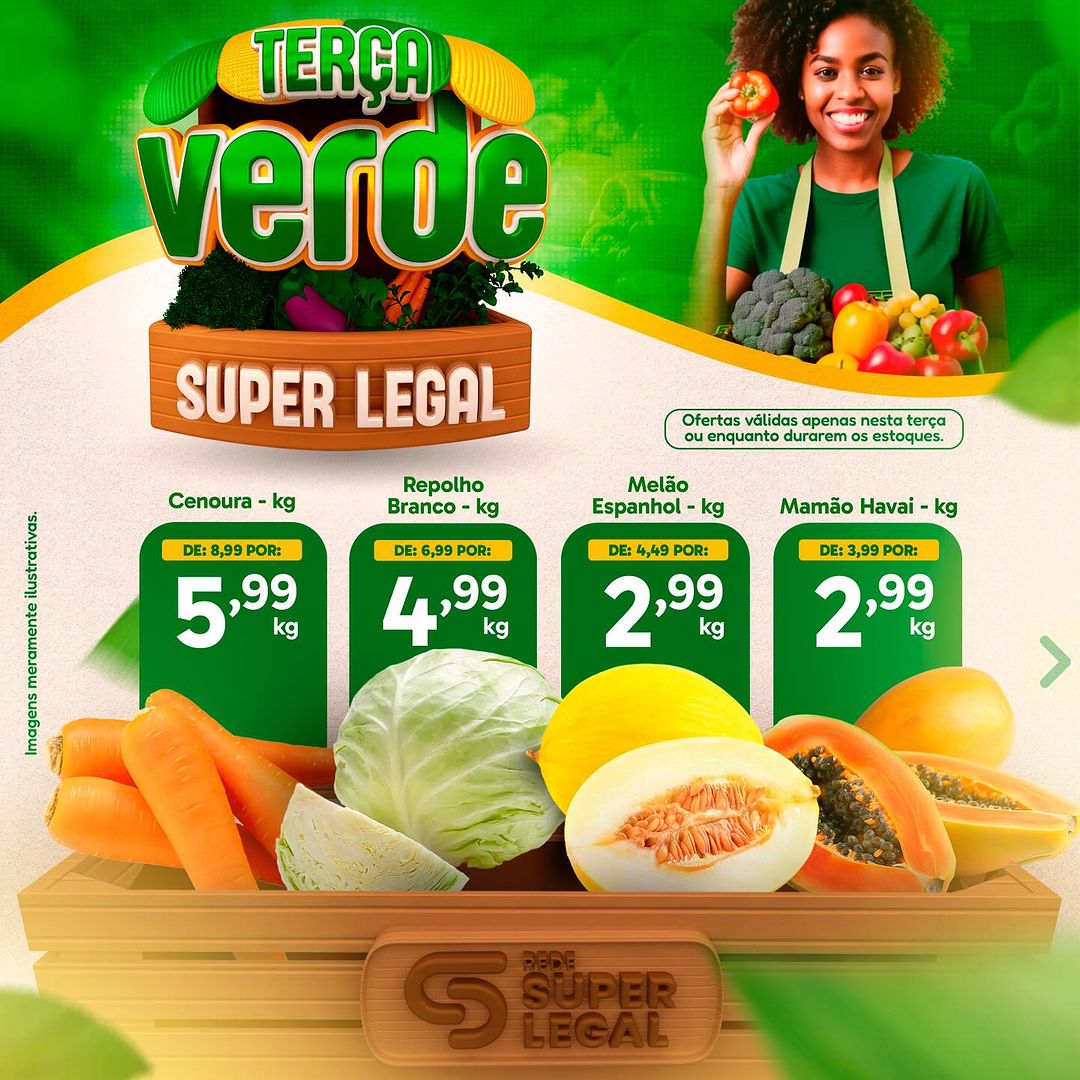 TERÇA
verde
SUPER LEGAL
Ofertas válidas apenas nesta terça
ou enquanto durarem os estoques.
Cenoura - kg
DE: 8,99 POR:
5,99
kg
Repolho
Branco - kg
DE: 6,99 POR:
4,99
kg
Melão
Espanhol - kg
DE: 4,49 POR:
2,99
kg
Mamão Havai - kg
DE: 3,99 POR:
2,99
kg
Imagens meramente ilustrativas.
REDE
SUPER
LEGAL